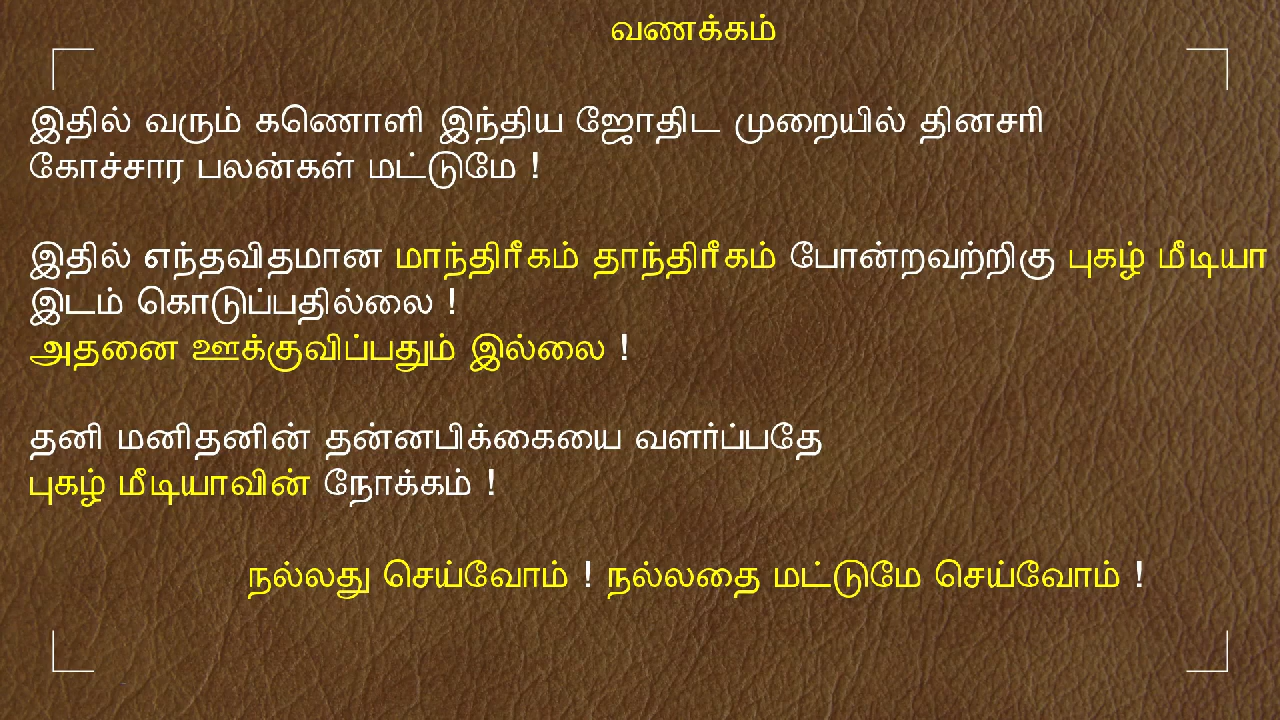 வணக்கம்
இதில் வரும் கணொளி இந்திய ஜோதிட முறையில் தினசரி
கோச்சார பலன்கள் மட்டுமே !
இதில் எந்தவிதமான மாந்திரீகம் தாந்திரீகம் போன்றவற்றிகு புகழ் மீடியா
இடம் கொடுப்பதில்லை !
அதனை ஊக்குவிப்பதும் இல்லை !
தனி மனிதனின் தன்னபிக்கையை வளர்ப்பதே
புகழ் மீடியாவின் நோக்கம் !
நல்லது செய்வோம் ! நல்லதை மட்டுமே செய்வோம் !